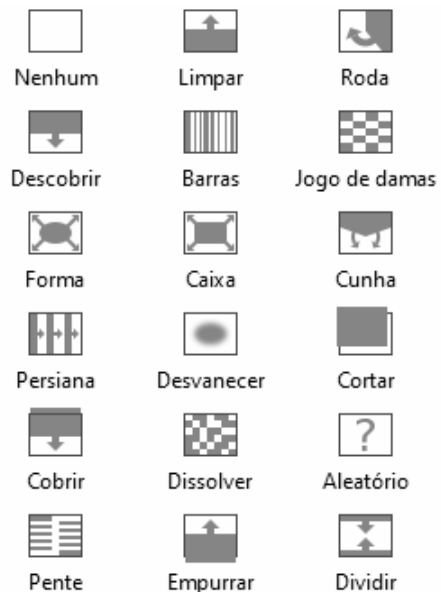 Nenhum Limpar Roda
Descobrir Barras Jogo de damas
Forma Caixa Cunha
Persiana Desvanecer Cortar
?
Cobrir Dissolver Aleatório
Pente Empurrar Dividir